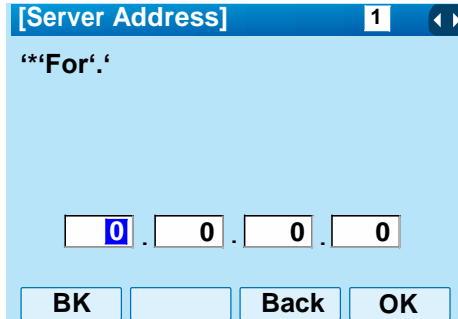 [Server Address] 1
‘*‘For‘.‘
0 . 0 . 0 . 0
BK Back OK